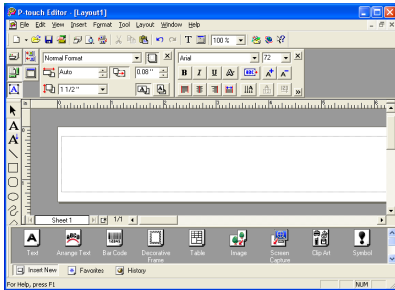 P-touch Editor - [Layout1]
File Edit View Insert Format Tool Layout Window Help
100 %
Normal Format Arial 72
Auto 0.08 " B I U
1 1/2 "
Sheet 1 1/1
Text Arrange Text Bar Code Decorative Frame Table Image Screen Capture Clip Art Symbol
Insert New Favorites History
For Help, press F1 NUM